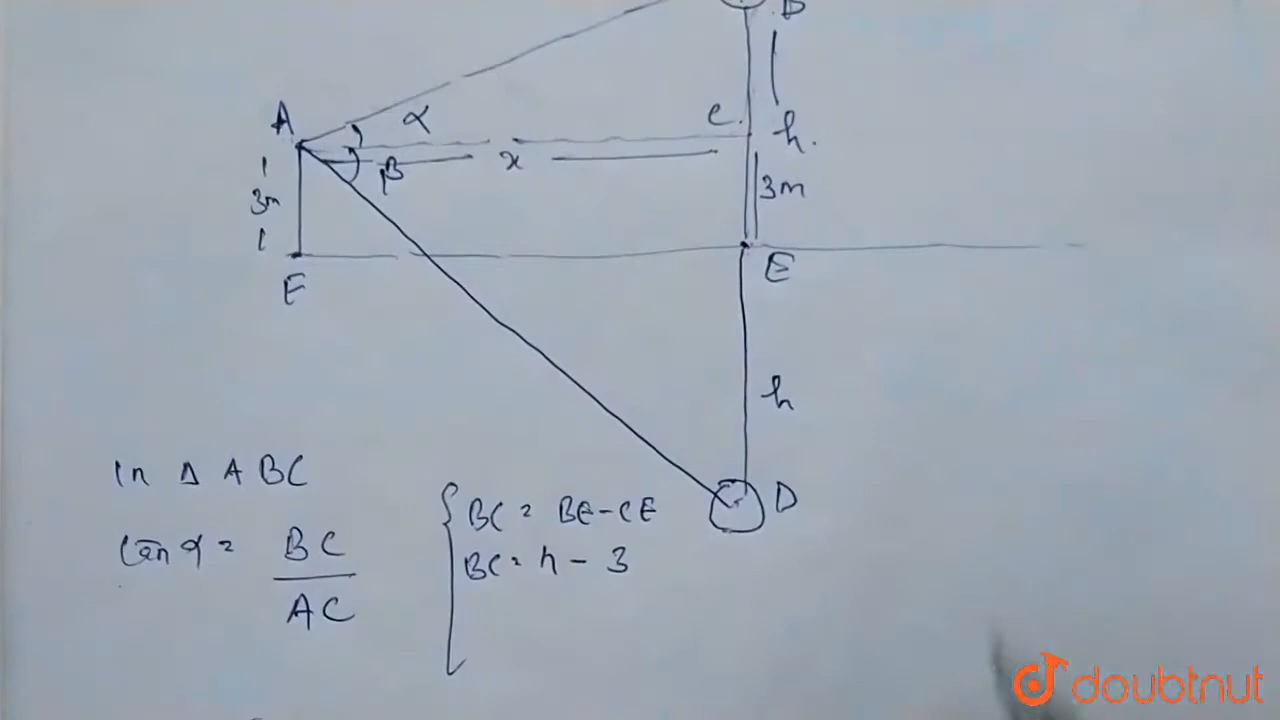 B
A
α
C.
h.
β
x
3m
3m
E
E
h
D
In Δ ABC
tan α = BC
AC
BC = BE - CE
BC = h - 3
doubtnut